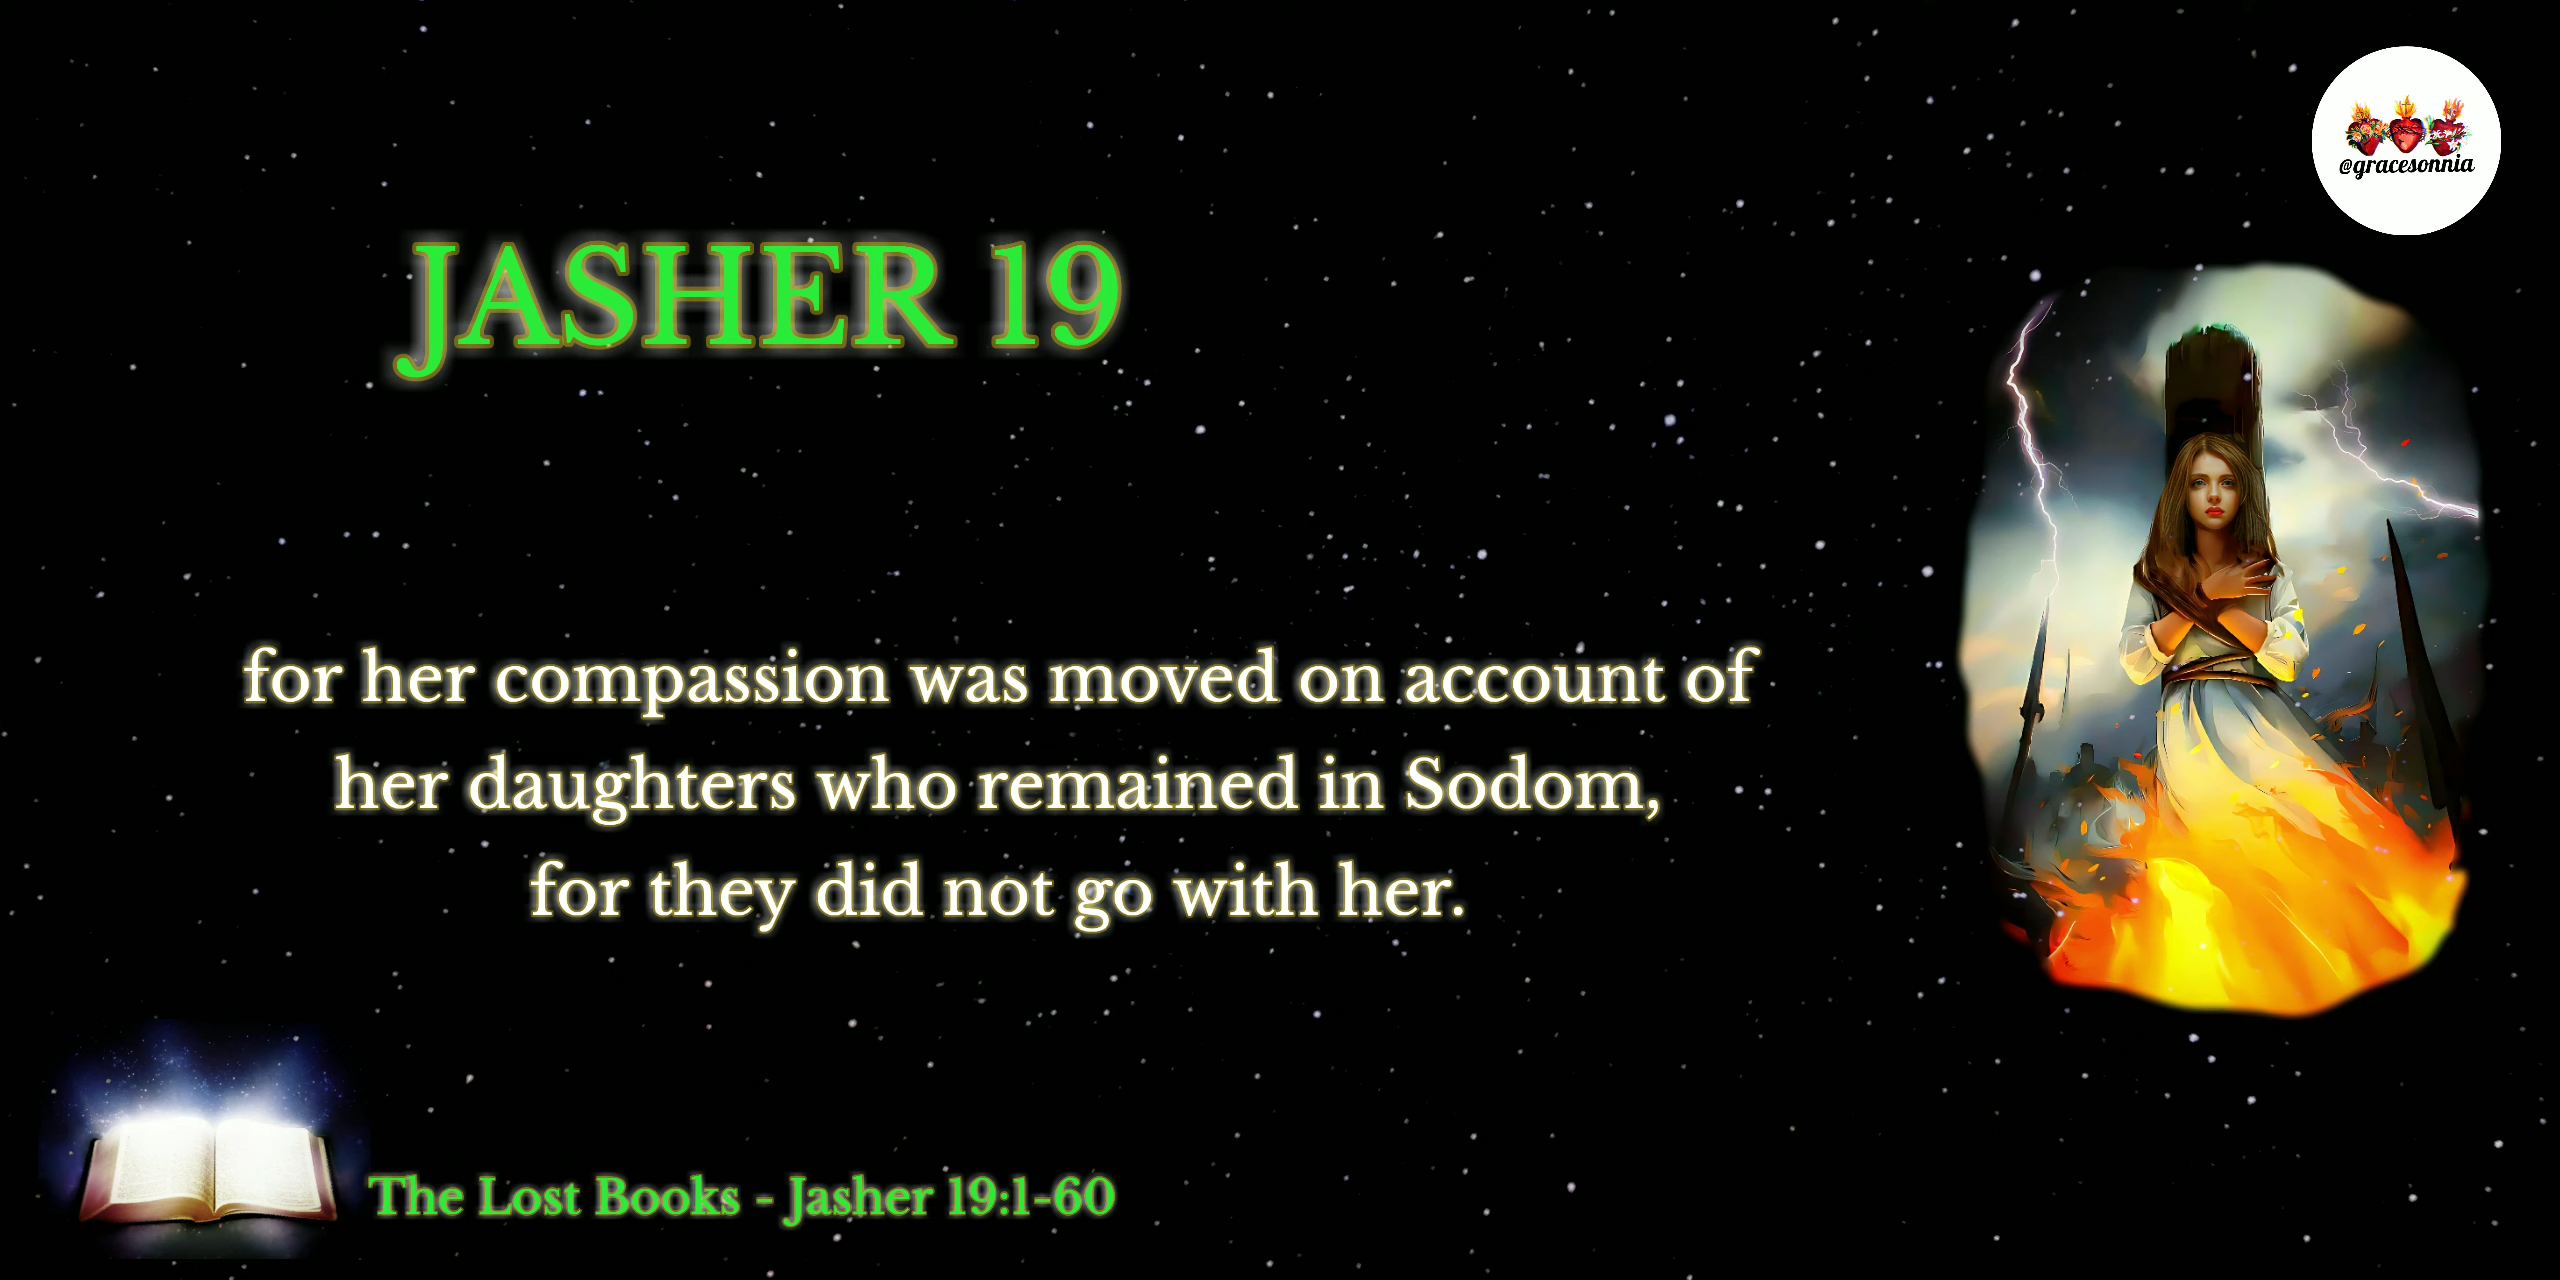 @gracesonnia
JASHER 19
for her compassion was moved on account of
her daughters who remained in Sodom,
for they did not go with her.
The Lost Books - Jasher 19:1-60